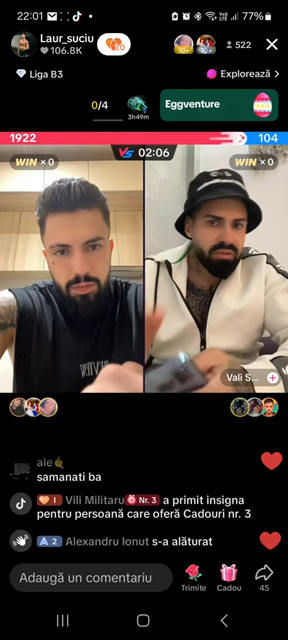 22:01
77%
Laur_suciu
106.8K
20
522
Liga B3
Explorează >
0/4
3h49m
Eggventure
1922
104
WIN ×0
VS 02:06
WIN ×0
Vali S...
ale
samanati ba
1 Vili Militaru Nr. 3 a primit insigna
pentru persoană care oferă Cadouri nr. 3
2 Alexandru Ionut s-a alăturat
Adaugă un comentariu
Trimite
Cadou
45